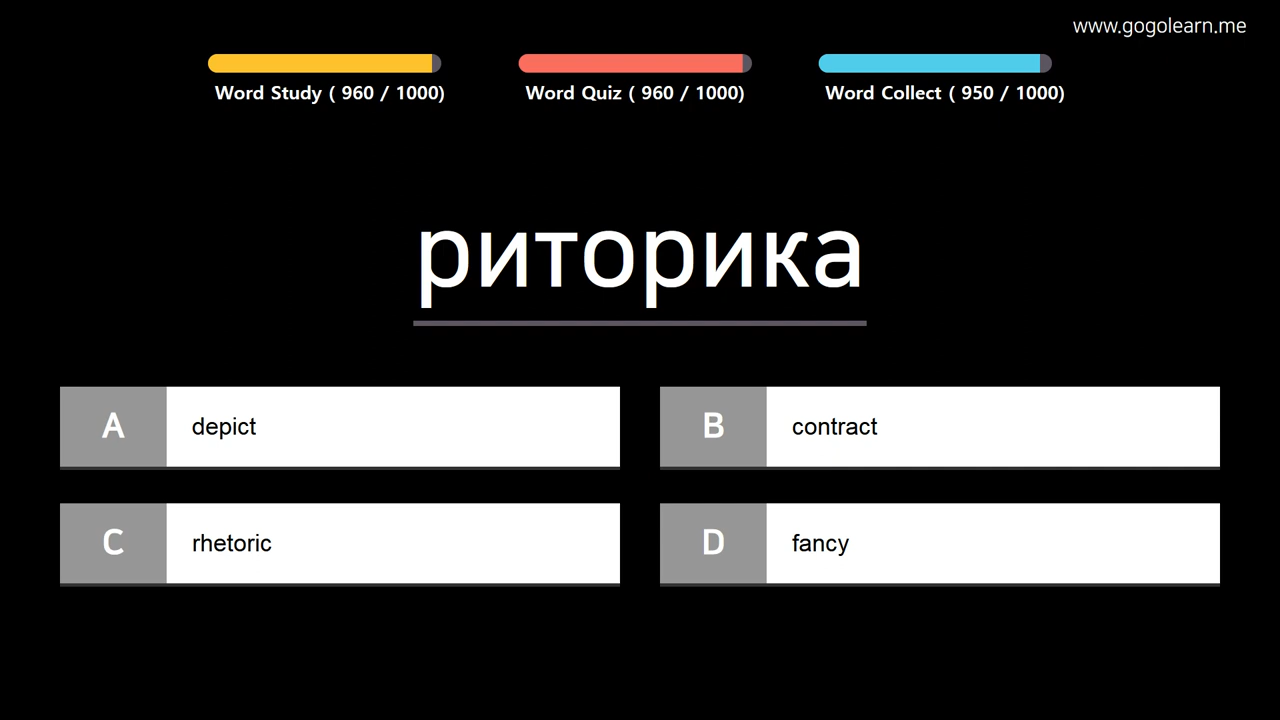 www.gogolearn.me
Word Study ( 960 / 1000)
Word Quiz ( 960 / 1000)
Word Collect ( 950 / 1000)
риторика
A depict
B contract
C rhetoric
D fancy